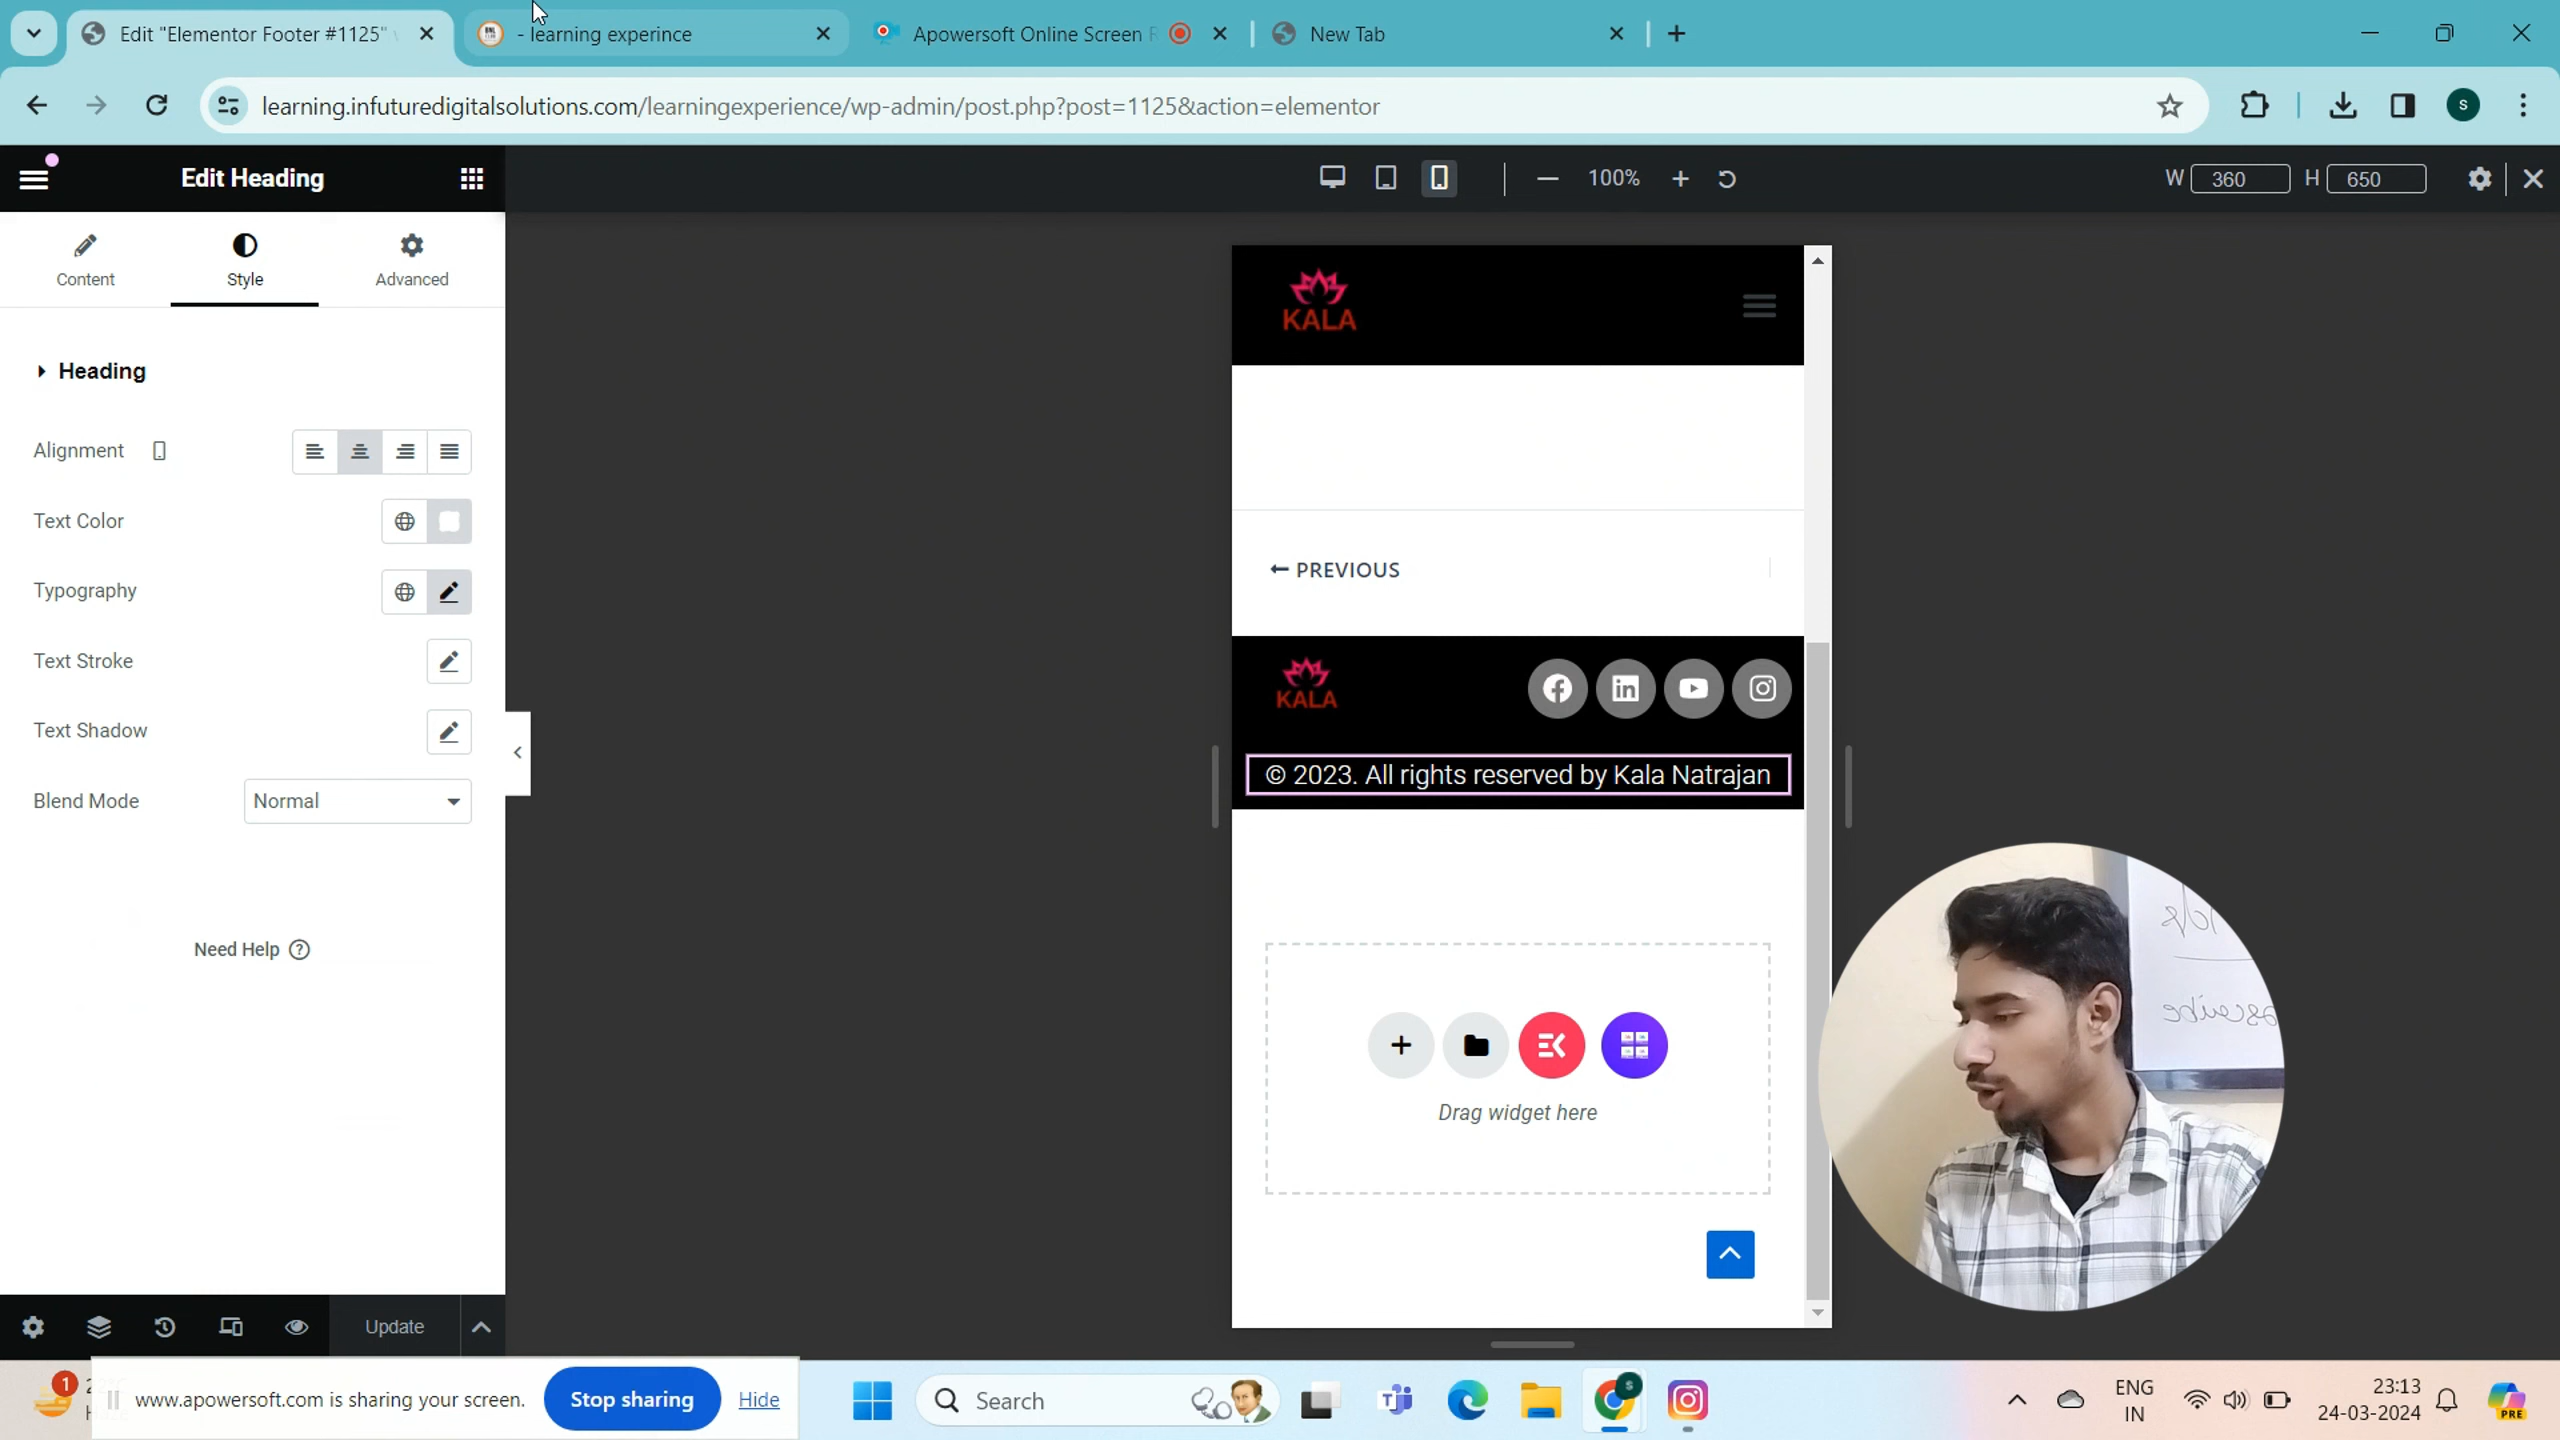 Edit "Elementor Footer #1125"
- learning experince
Apowersoft Online Screen
New Tab
learning.infuturedigitalsolutions.com/learningexperience/wp-admin/post.php?post=1125&action=elementor
S
Edit Heading
100%
W 360 H 650
Content
Style
Advanced
Heading
Alignment
Text Color
Typography
Text Stroke
Text Shadow
Blend Mode
Normal
Need Help
Update
KALA
PREVIOUS
KALA
© 2023. All rights reserved by Kala Natrajan
Drag widget here
1
www.apowersoft.com is sharing your screen.
Stop sharing
Hide
Search
ENG
IN
23:13
24-03-2024
PRE